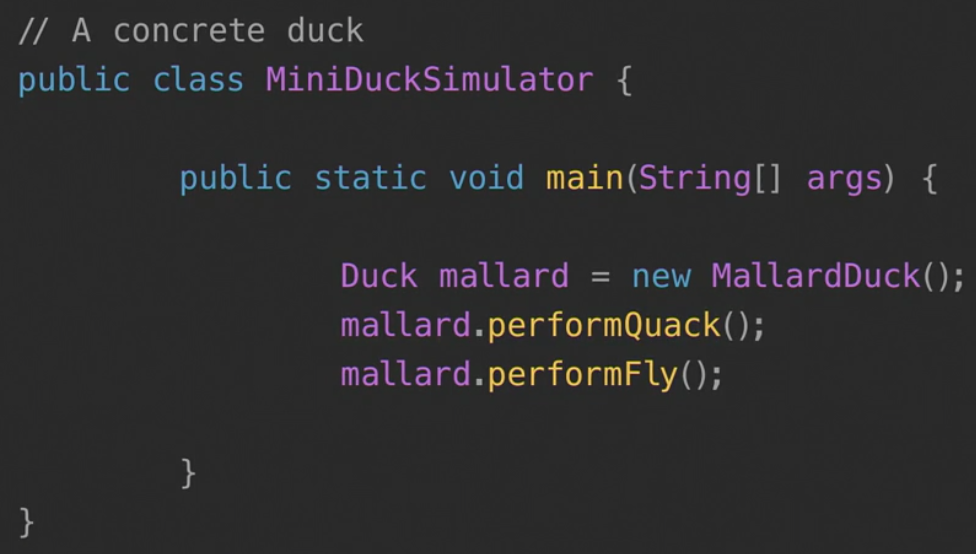 // A concrete duck
public class MiniDuckSimulator {
public static void main(String[] args) {
Duck mallard = new MallardDuck();
mallard.performQuack();
mallard.performFly();
}
}